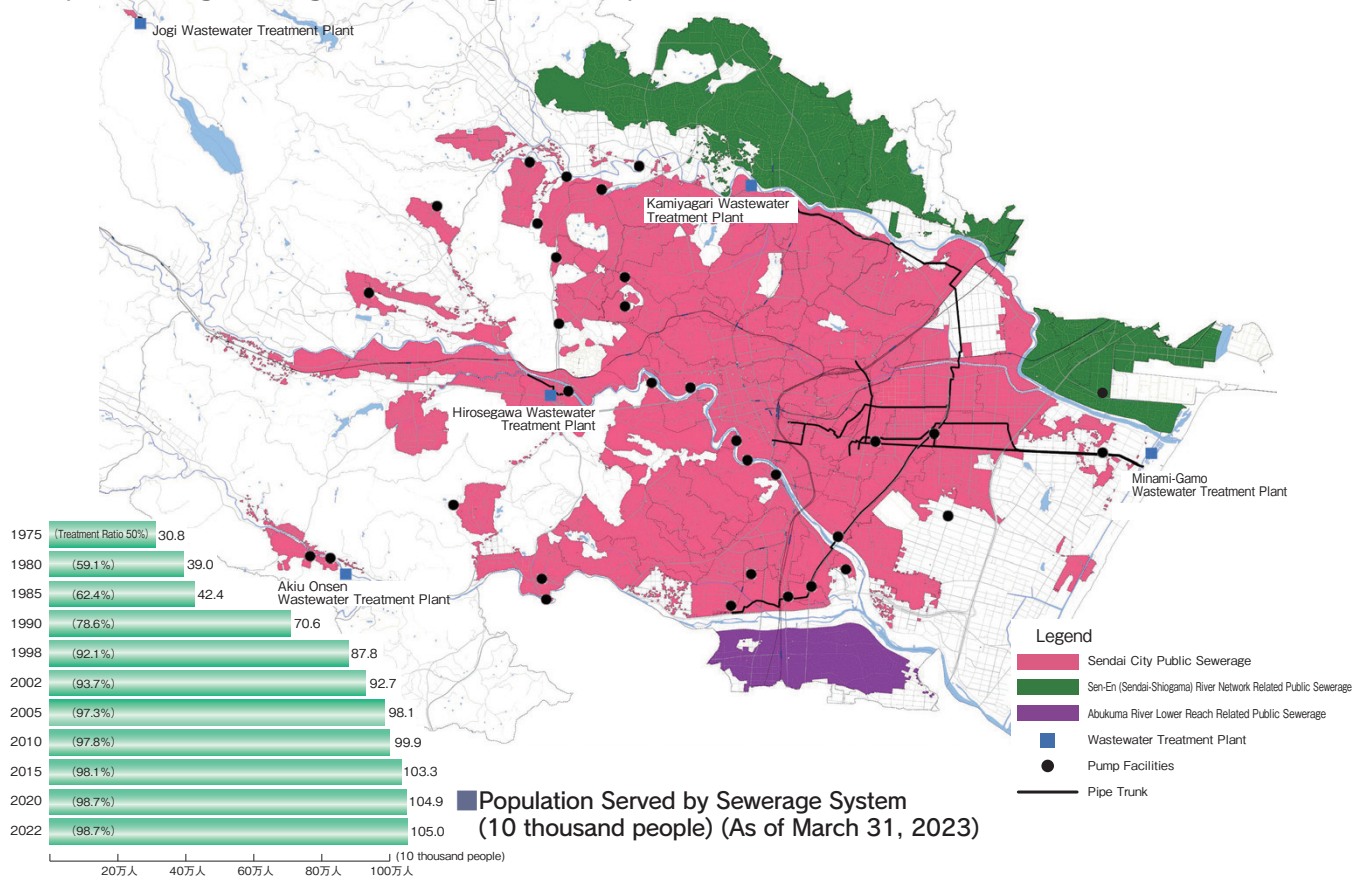 Jogi Wastewater Treatment Plant
Kamiyagari Wastewater
Treatment Plant
Hirosegawa Wastewater
Treatment Plant
Minami-Gamo
Wastewater Treatment Plant
Akiu Onsen
Wastewater Treatment Plant
1975 (Treatment Ratio 50%) 30.8
1980 (59.1%) 39.0
1985 (62.4%) 42.4
1990 (78.6%) 70.6
1998 (92.1%) 87.8
2002 (93.7%) 92.7
2005 (97.3%) 98.1
2010 (97.8%) 99.9
2015 (98.1%) 103.3
2020 (98.7%) 104.9
2022 (98.7%) 105.0
(10 thousand people)
20万人 40万人 60万人 80万人 100万人
Population Served by Sewerage System
(10 thousand people) (As of March 31, 2023)
Legend
Sendai City Public Sewerage
Sen-En (Sendai-Shiogama) River Network Related Public Sewerage
Abukuma River Lower Reach Related Public Sewerage
Wastewater Treatment Plant
Pump Facilities
Pipe Trunk